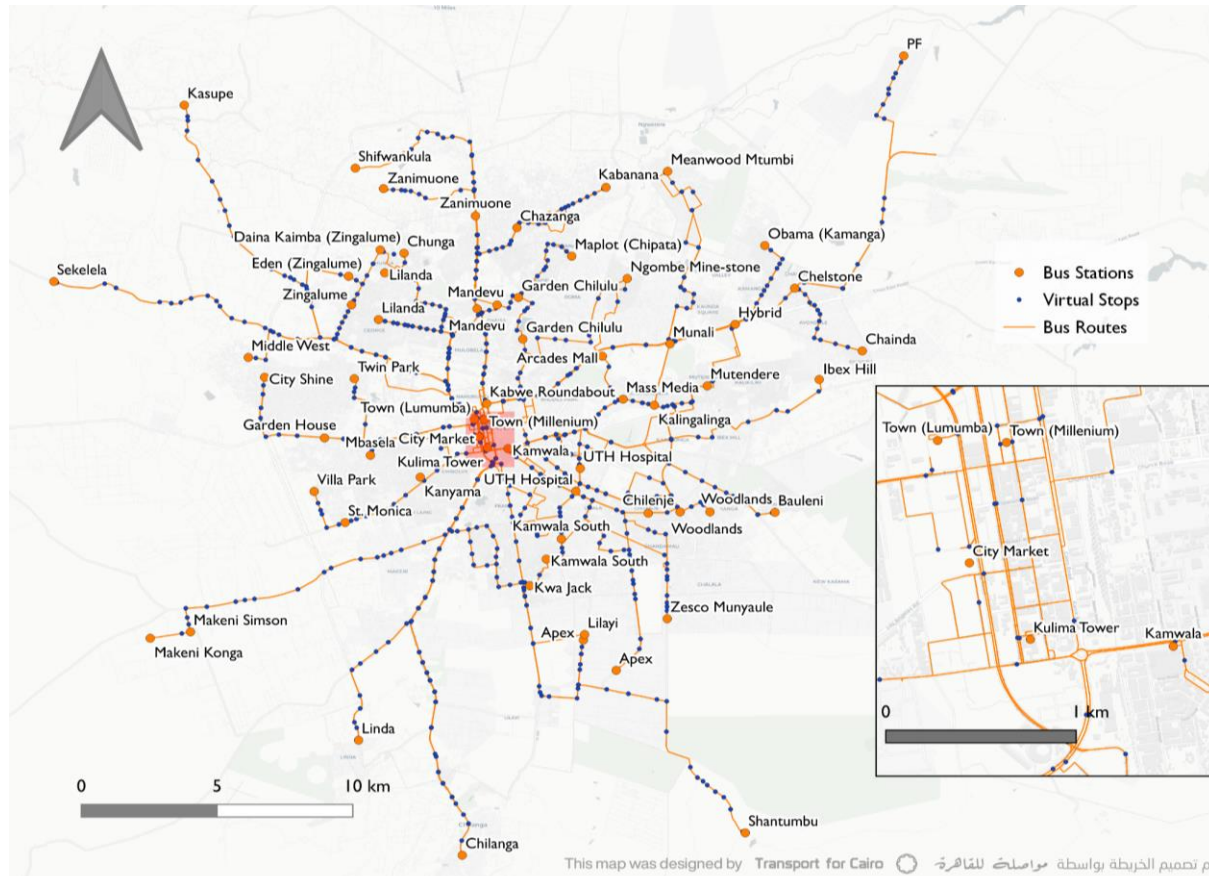 PF
Kasupe
Shifwankula
Meanwood Mtumbi
Zanimuone
Kabanana
Zanimuone
Chazanga
Daina Kaimba (Zingalume)
Chunga
Maplot (Chipata)
Obama (Kamanga)
Eden (Zingalume)
Lilanda
Ngombe Mine-stone
Chelstone
Sekelela
Zingalume
Mandevu
Garden Chilulu
Hybrid
Lilanda
Mandevu
Garden Chilulu
Munali
Chainda
Middle West
Twin Park
Arcades Mall
Mutendere
Ibex Hill
City Shine
Kabwe Roundabout
Mass Media
Garden House
Town (Lumumba)
Town (Millenium)
Kalingalinga
Mbasela
City Market
Kamwala
UTH Hospital
Kulima Tower
Villa Park
Kanyama
UTH Hospital
Chilenje
Woodlands
Bauleni
St. Monica
Kamwala South
Woodlands
Kamwala South
Kwa Jack
Zesco Munyaule
Makeni Simson
Apex
Lilayi
Makeni Konga
Apex
Linda
Shantumbu
Chilanga
Bus Stations
Virtual Stops
Bus Routes
Town (Lumumba)
Town (Millenium)
City Market
Kulima Tower
Kamwala
0 1 km
0 5 10 km
This map was designed by Transport for Cairo م تصميم الخريطة بواسطة مواصلة للقاهرة